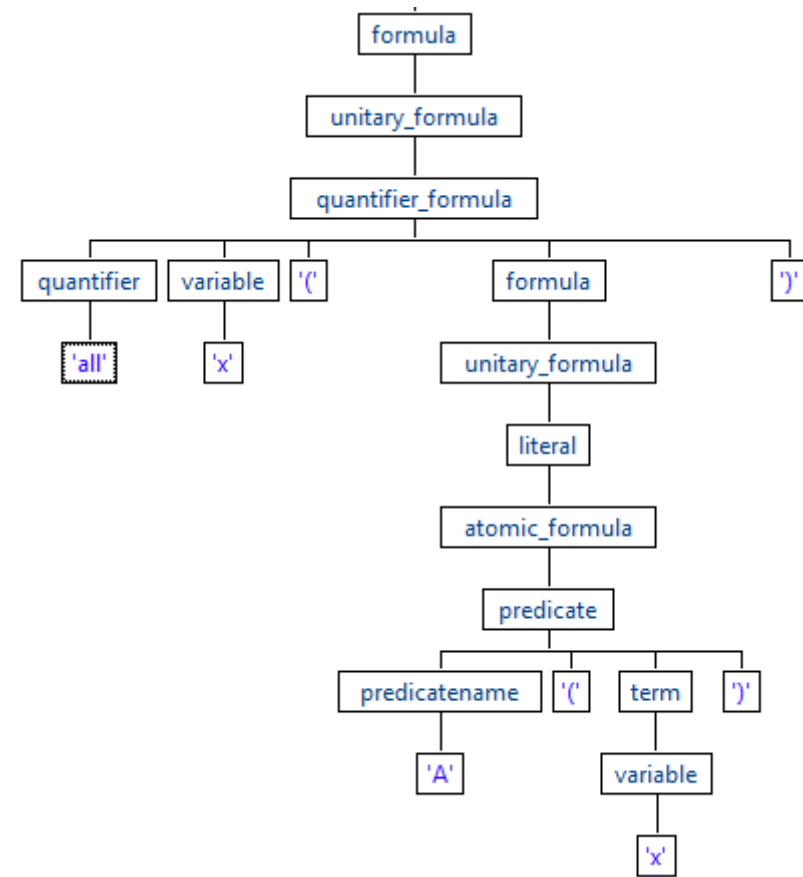 formula
unitary_formula
quantifier_formula
quantifier variable '(' formula ')'
'all' 'x' unitary_formula
literal
atomic_formula
predicate
predicatename '(' term ')'
'A' variable
'x'